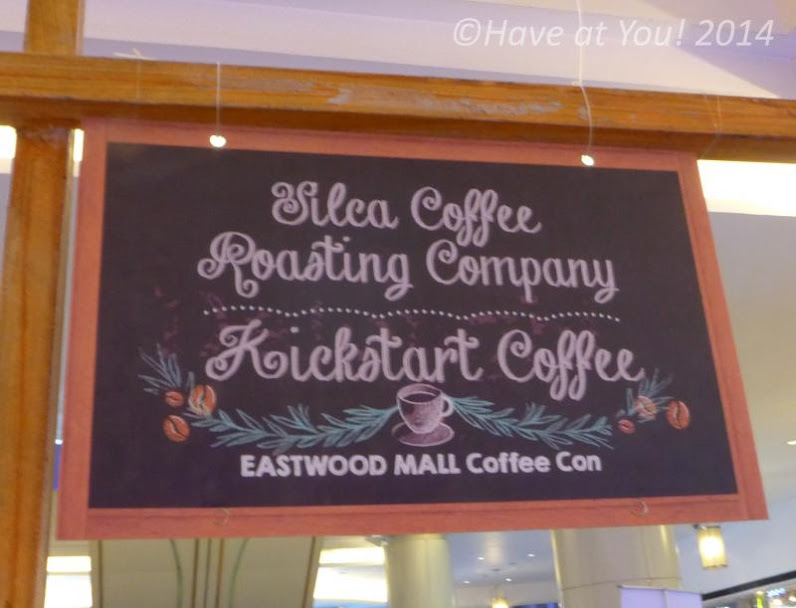 ©Have at You! 2014
Silca Coffee
Roasting Company
Kickstart Coffee
EASTWOOD MALL Coffee Con